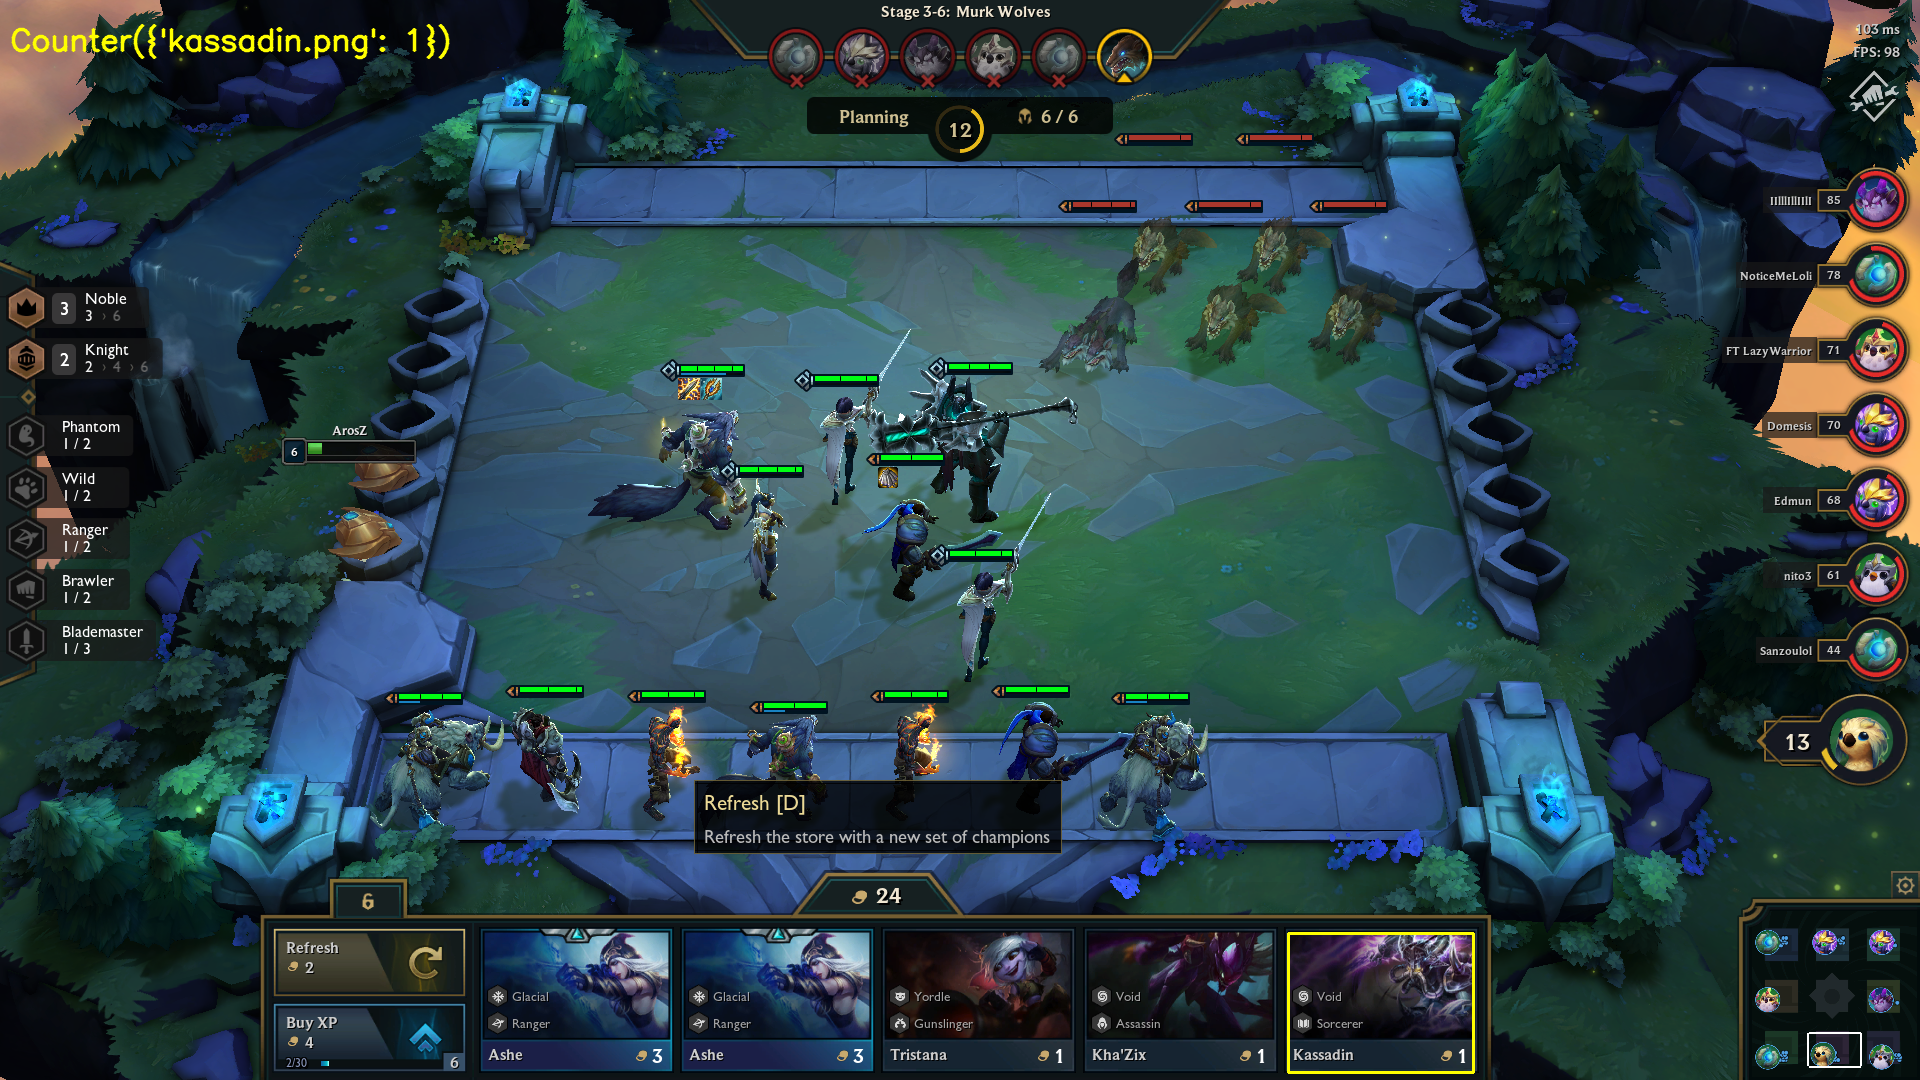 Counter({'kassadin.png': 1})
Stage 3-6: Murk Wolves
103 ms
FPS: 98
Planning
12
6 / 6
85
NoticeMeLoli
78
FT LazyWarrior
71
Domesis
70
Edmun
68
nito3
61
Sanzoulol
44
13
3
Noble
3 › 6
2
Knight
2 › 4 › 6
Phantom
1 / 2
Wild
1 / 2
Ranger
1 / 2
Brawler
1 / 2
Blademaster
1 / 3
ArosZ
6
Refresh [D]
Refresh the store with a new set of champions
6
24
Refresh
2
Buy XP
4
2/30
6
Glacial
Ranger
Ashe
3
Glacial
Ranger
Ashe
3
Yordle
Gunslinger
Tristana
1
Void
Assassin
Kha'Zix
1
Void
Sorcerer
Kassadin
1